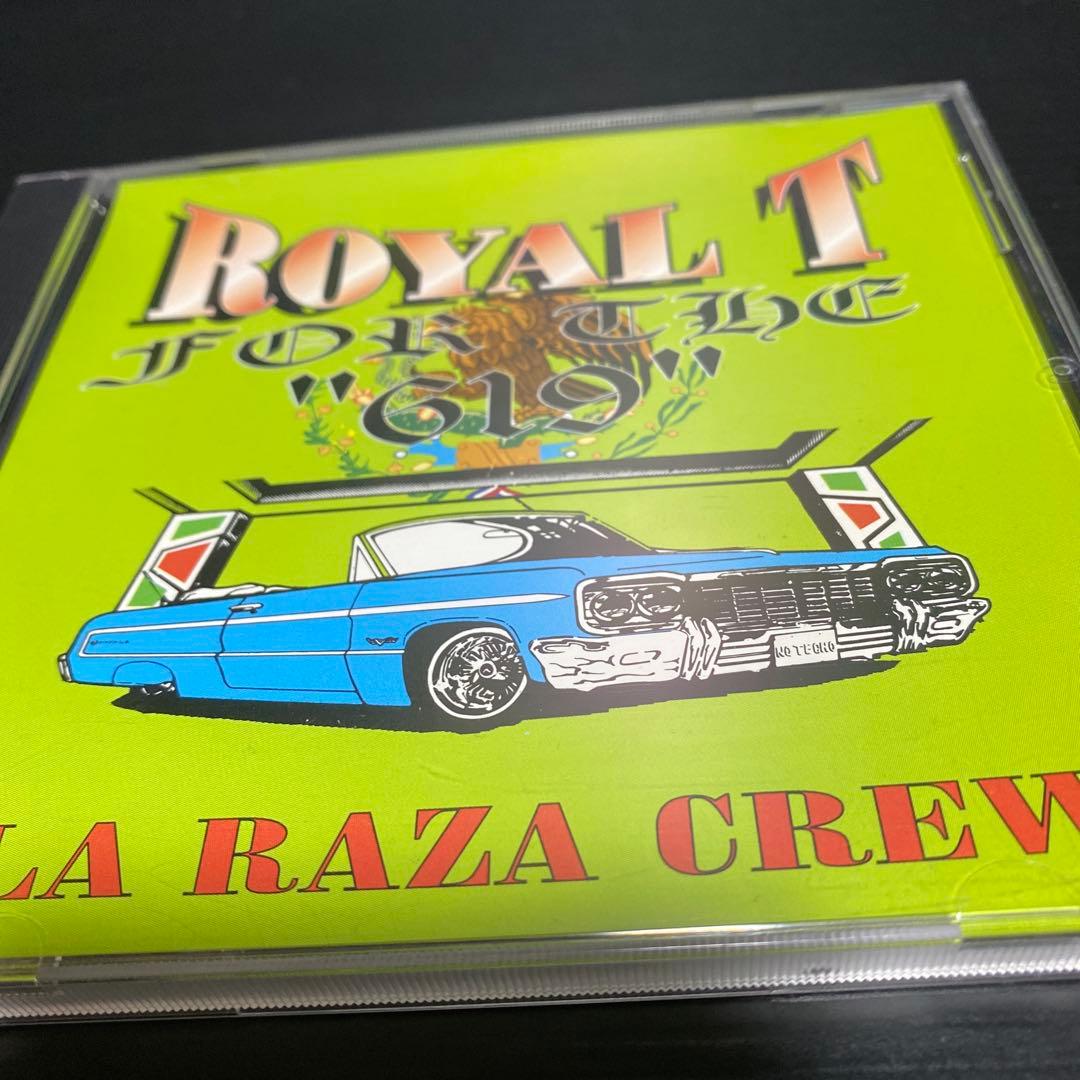 ROYAL T
FOR THE
"619"
NO TECHO
LA RAZA CREW